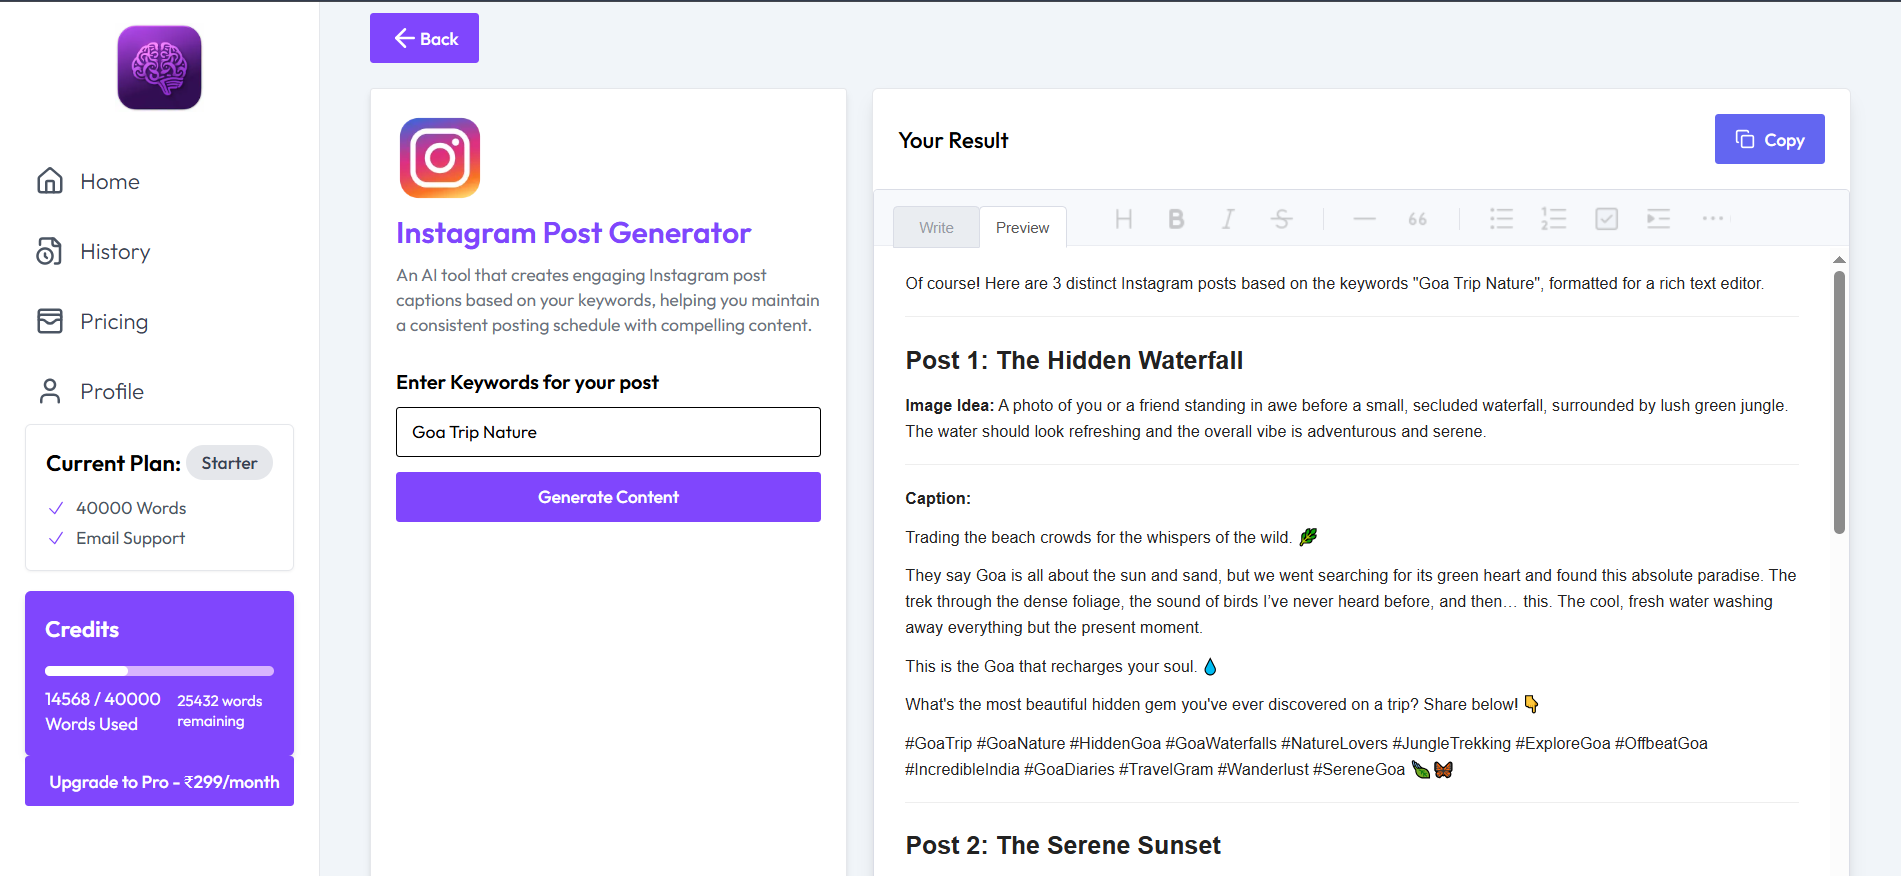 Back
Home
History
Pricing
Profile
Current Plan: Starter
40000 Words
Email Support
Credits
14568 / 40000
Words Used
25432 words
remaining
Upgrade to Pro - ₹299/month
Instagram Post Generator
An AI tool that creates engaging Instagram post
captions based on your keywords, helping you maintain
a consistent posting schedule with compelling content.
Enter Keywords for your post
Goa Trip Nature
Generate Content
Your Result
Copy
Write
Preview
Of course! Here are 3 distinct Instagram posts based on the keywords "Goa Trip Nature", formatted for a rich text editor.
Post 1: The Hidden Waterfall
Image Idea: A photo of you or a friend standing in awe before a small, secluded waterfall, surrounded by lush green jungle.
The water should look refreshing and the overall vibe is adventurous and serene.
Caption:
Trading the beach crowds for the whispers of the wild. 🌿
They say Goa is all about the sun and sand, but we went searching for its green heart and found this absolute paradise. The
trek through the dense foliage, the sound of birds I’ve never heard before, and then… this. The cool, fresh water washing
away everything but the present moment.
This is the Goa that recharges your soul. 💧
What's the most beautiful hidden gem you've ever discovered on a trip? Share below! 👇
#GoaTrip #GoaNature #HiddenGoa #GoaWaterfalls #NatureLovers #JungleTrekking #ExploreGoa #OffbeatGoa
#IncredibleIndia #GoaDiaries #TravelGram #Wanderlust #SereneGoa 🍃🦋
Post 2: The Serene Sunset